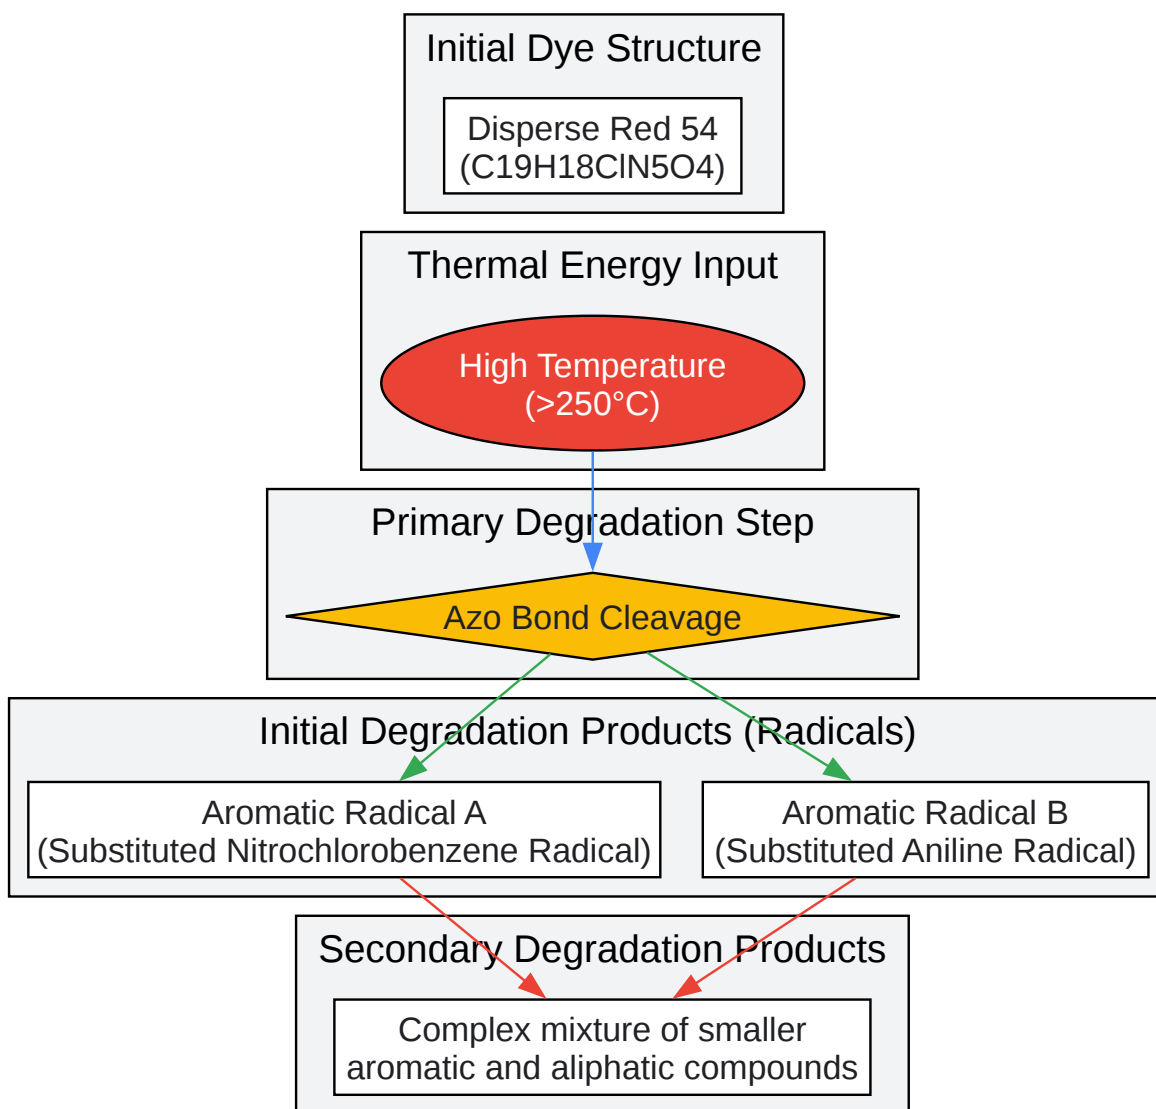 Initial Dye Structure
Disperse Red 54
(C19H18ClN5O4)
Thermal Energy Input
High Temperature
(>250°C)
Primary Degradation Step
Azo Bond Cleavage
Initial Degradation Products (Radicals)
Aromatic Radical A
(Substituted Nitrochlorobenzene Radical)
Aromatic Radical B
(Substituted Aniline Radical)
Secondary Degradation Products
Complex mixture of smaller
aromatic and aliphatic compounds